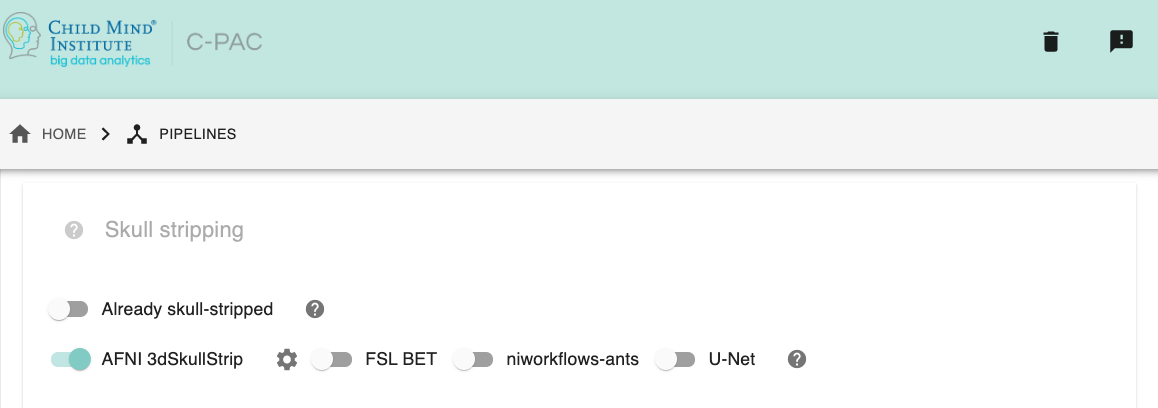 CHILD MIND®
INSTITUTE
big data analytics
C-PAC
HOME
PIPELINES
Skull stripping
Already skull-stripped
AFNI 3dSkullStrip FSL BET niworkflows-ants U-Net